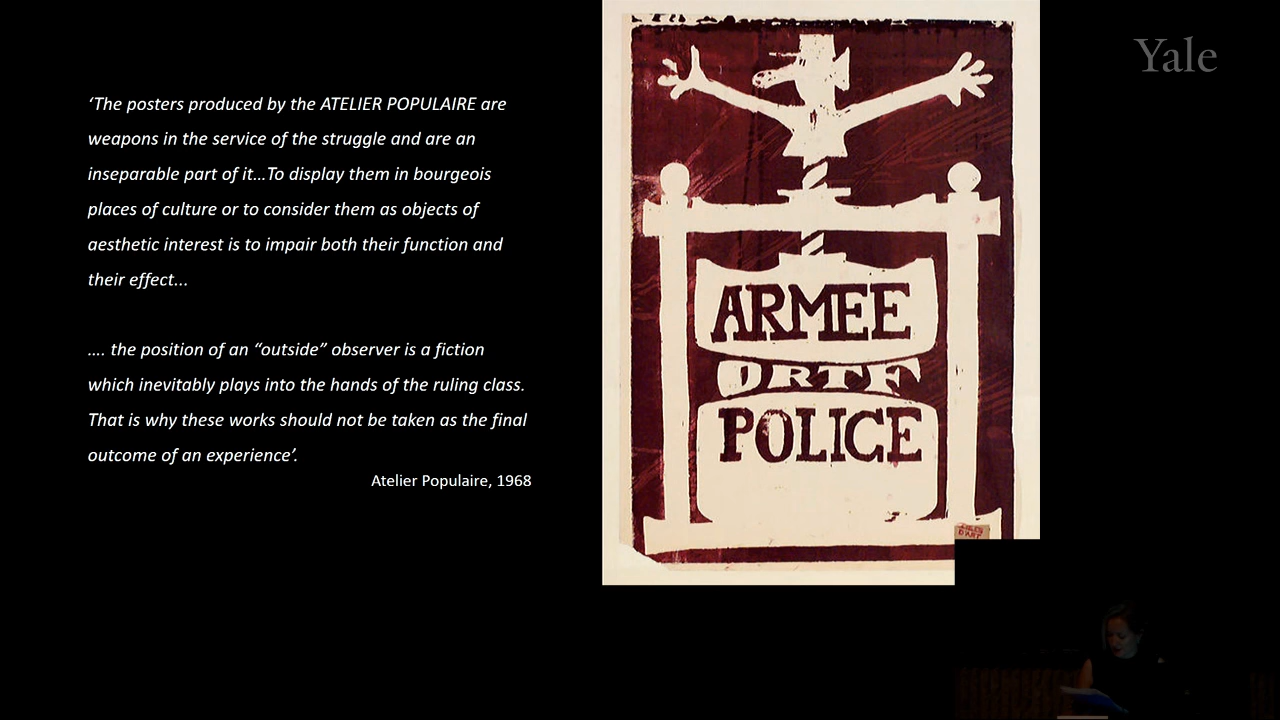 ‘The posters produced by the ATELIER POPULAIRE are
weapons in the service of the struggle and are an
inseparable part of it...To display them in bourgeois
places of culture or to consider them as objects of
aesthetic interest is to impair both their function and
their effect...
.... the position of an “outside” observer is a fiction
which inevitably plays into the hands of the ruling class.
That is why these works should not be taken as the final
outcome of an experience’.
Atelier Populaire, 1968
ARMEE
ORTF
POLICE
Yale